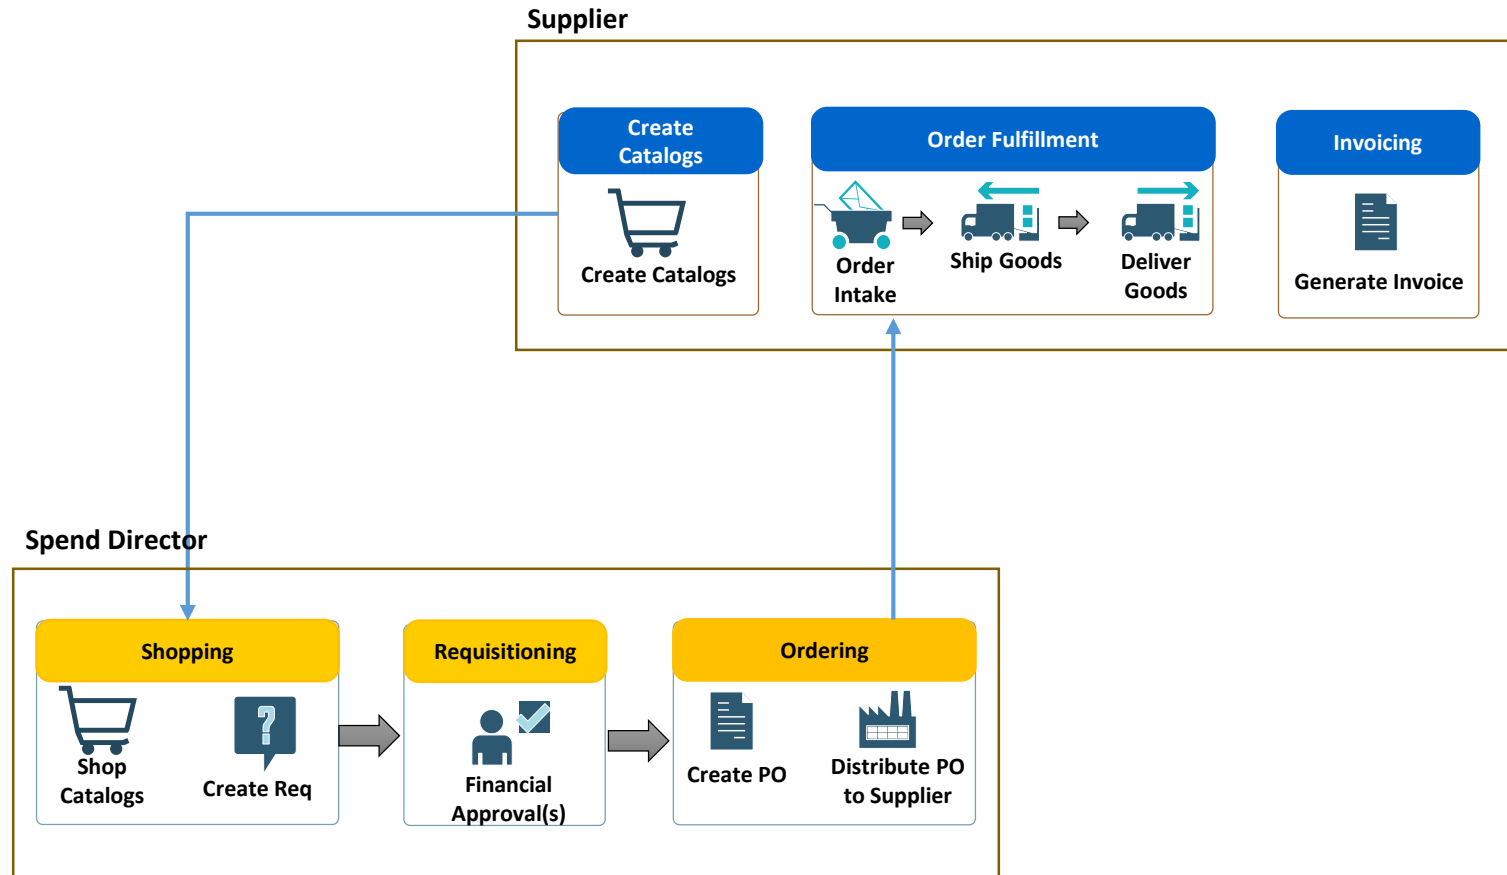 Supplier
Create
Catalogs
Create Catalogs
Order Fulfillment
Order
Intake
Ship Goods
Deliver
Goods
Invoicing
Generate Invoice
Spend Director
Shopping
Shop
Catalogs
Create Req
Requisitioning
Financial
Approval(s)
Ordering
Create PO
Distribute PO
to Supplier